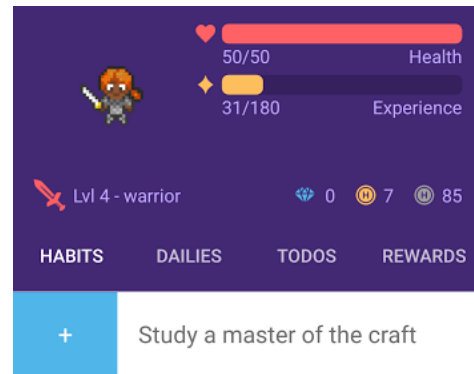 50/50 Health
31/180 Experience
Lvl 4 - warrior 0 H 7 H 85
HABITS DAILIES TODOS REWARDS
+ Study a master of the craft